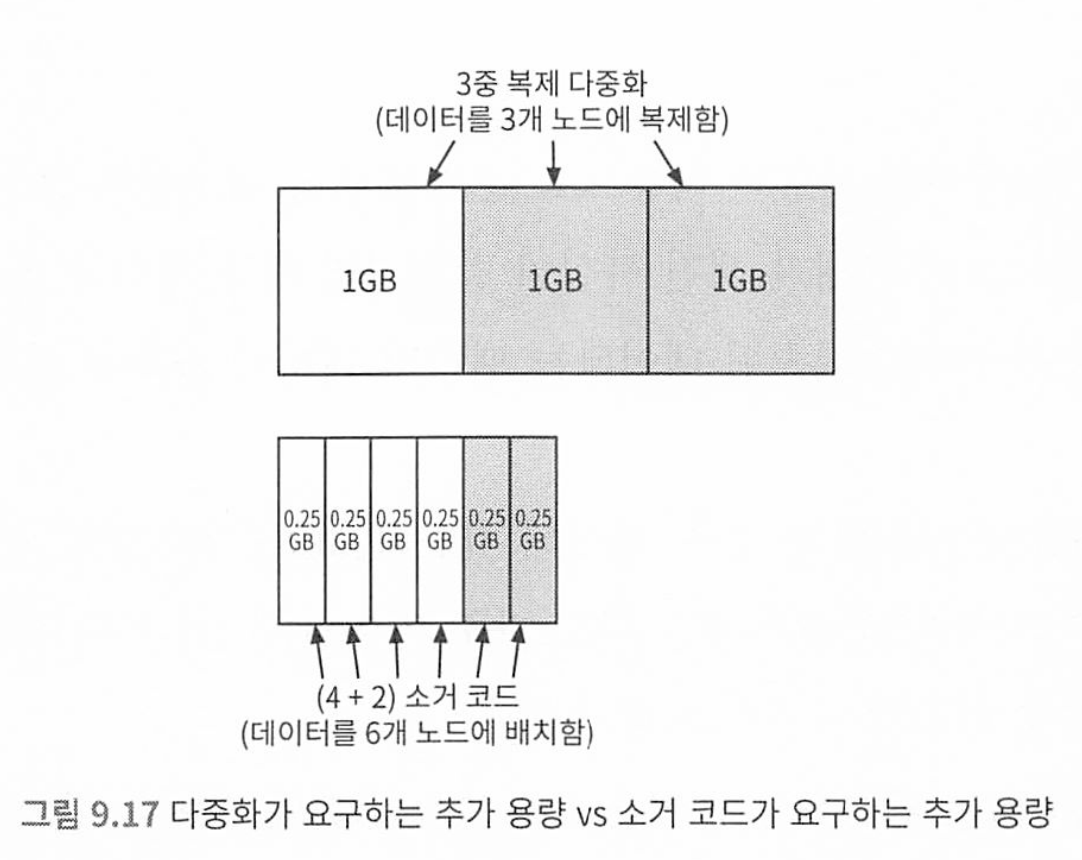 3중 복제 다중화
(데이터를 3개 노드에 복제함)
1GB 1GB 1GB
0.25 0.25 0.25 0.25 0.25 0.25
GB GB GB GB GB GB
(4 + 2) 소거 코드
(데이터를 6개 노드에 배치함)
그림 9.17 다중화가 요구하는 추가 용량 vs 소거 코드가 요구하는 추가 용량